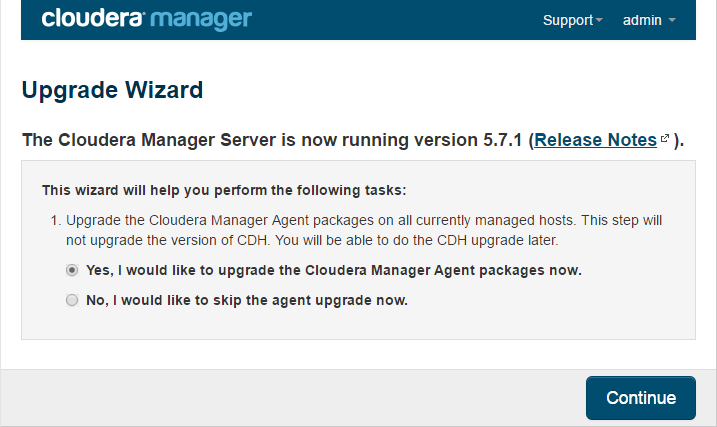 cloudera manager Support admin
Upgrade Wizard
The Cloudera Manager Server is now running version 5.7.1 (Release Notes).
This wizard will help you perform the following tasks:
1. Upgrade the Cloudera Manager Agent packages on all currently managed hosts. This step will
not upgrade the version of CDH. You will be able to do the CDH upgrade later.
Yes, I would like to upgrade the Cloudera Manager Agent packages now.
No, I would like to skip the agent upgrade now.
Continue